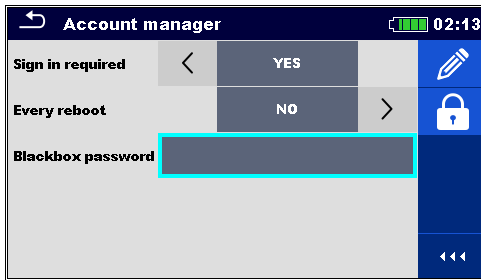 Account manager 02:13
Sign in required YES
Every reboot NO
Blackbox password